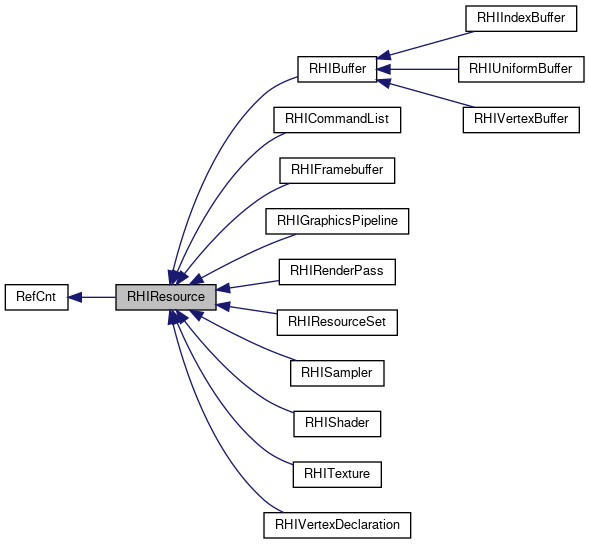 RHIIndexBuffer
RHIBuffer
RHIUniformBuffer
RHIVertexBuffer
RHICommandList
RHIFramebuffer
RHIGraphicsPipeline
RHIRenderPass
RefCnt
RHIResource
RHIResourceSet
RHISampler
RHIShader
RHITexture
RHIVertexDeclaration